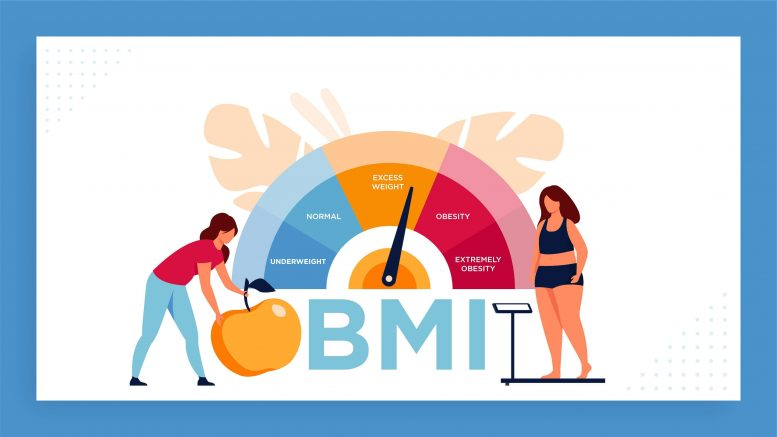 EXCESS
WEIGHT
NORMAL
OBESITY
UNDERWEIGHT
EXTREMELY
OBESITY
BMI